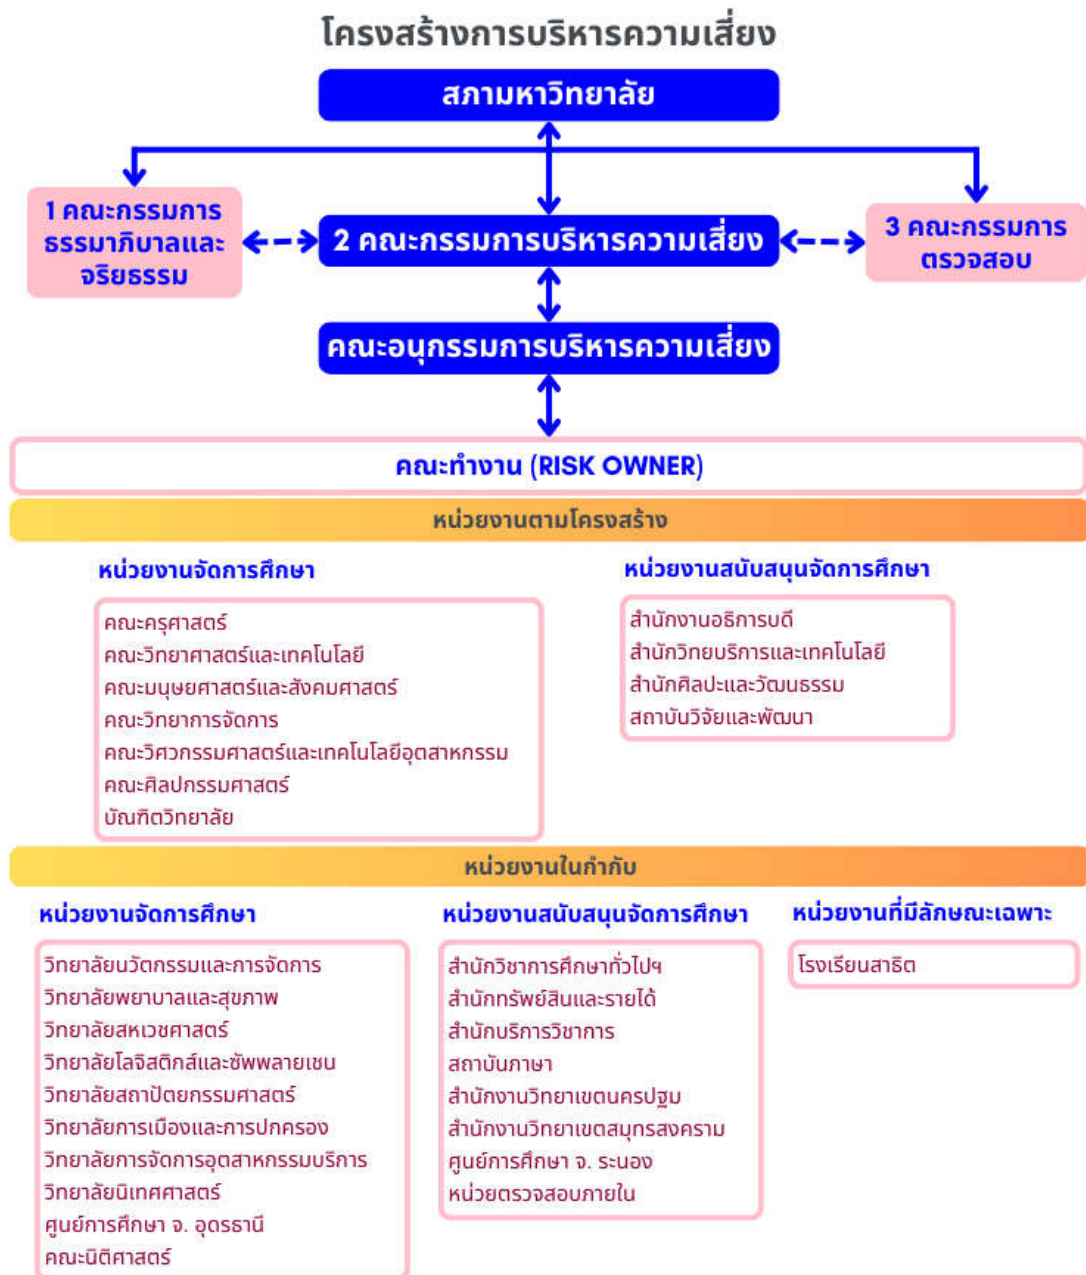 โครงสร้างการบริหารความเสี่ยง
สภามหาวิทยาลัย
1 คณะกรรมการ
ธรรมาภิบาลและ
จริยธรรม
2 คณะกรรมการบริหารความเสี่ยง
3 คณะกรรมการ
ตรวจสอบ
คณะอนุกรรมการบริหารความเสี่ยง
คณะทำงาน (RISK OWNER)
หน่วยงานตามโครงสร้าง
หน่วยงานจัดการศึกษา
คณะครุศาสตร์
คณะวิทยาศาสตร์และเทคโนโลยี
คณะมนุษยศาสตร์และสังคมศาสตร์
คณะวิทยาการจัดการ
คณะวิศวกรรมศาสตร์และเทคโนโลยีอุตสาหกรรม
คณะศิลปกรรมศาสตร์
บัณฑิตวิทยาลัย
หน่วยงานสนับสนุนจัดการศึกษา
สำนักงานอธิการบดี
สำนักวิทยบริการและเทคโนโลยี
สำนักศิลปะและวัฒนธรรม
สถาบันวิจัยและพัฒนา
หน่วยงานในกำกับ
หน่วยงานจัดการศึกษา
วิทยาลัยนวัตกรรมและการจัดการ
วิทยาลัยพยาบาลและสุขภาพ
วิทยาลัยสหเวชศาสตร์
วิทยาลัยโลจิสติกส์และซัพพลายเชน
วิทยาลัยสถาปัตยกรรมศาสตร์
วิทยาลัยการเมืองและการปกครอง
วิทยาลัยการจัดการอุตสาหกรรมบริการ
วิทยาลัยนิเทศศาสตร์
ศูนย์การศึกษา จ. อุดรธานี
คณะนิติศาสตร์
หน่วยงานสนับสนุนจัดการศึกษา
สำนักวิชาการศึกษาทั่วไปฯ
สำนักทรัพย์สินและรายได้
สำนักบริการวิชาการ
สถาบันภาษา
สำนักงานวิทยาเขตนครปฐม
สำนักงานวิทยาเขตสมุทรสงคราม
ศูนย์การศึกษา จ. ระนอง
หน่วยตรวจสอบภายใน
หน่วยงานที่มีลักษณะเฉพาะ
โรงเรียนสาธิต